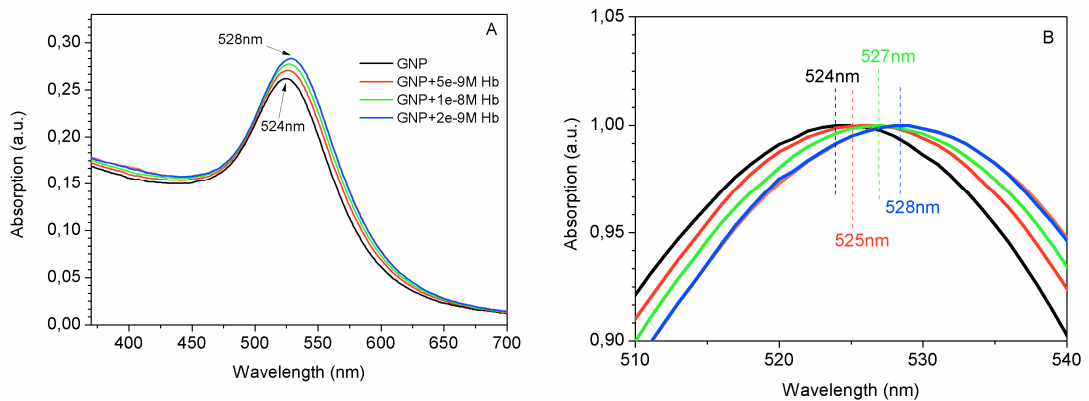 A
0,30
0,25
0,20
0,15
0,10
0,05
0,00
Absorption (a.u.)
528nm
524nm
GNP
GNP+5e-9M Hb
GNP+1e-8M Hb
GNP+2e-9M Hb
400
450
500
550
600
650
700
Wavelength (nm)
B
1,05
1,00
0,95
0,90
Absorption (a.u.)
524nm
527nm
525nm
528nm
510
520
530
540
Wavelength (nm)